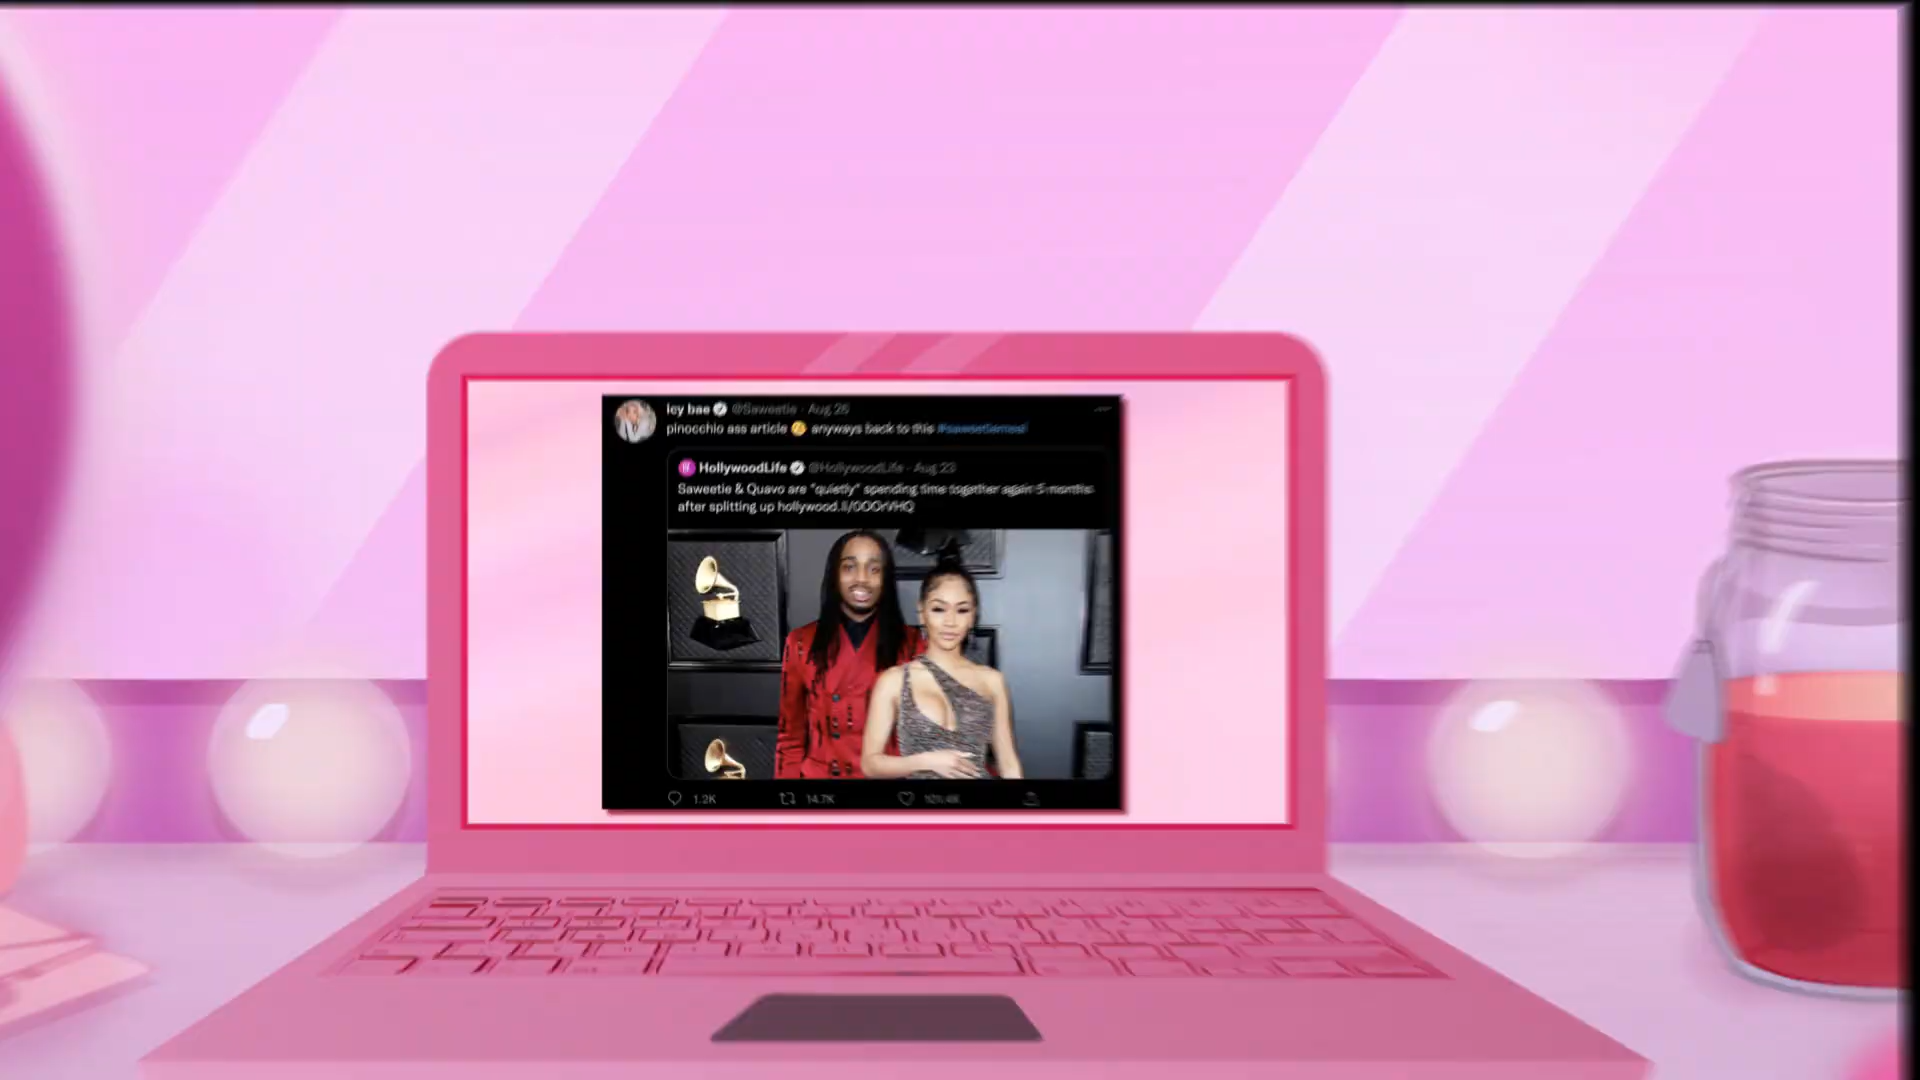 Icy bae @Saweetie · Aug 26
pinocchio ass article 🥱 anyways back to this #saweetiemeal
HollywoodLife @HollywoodLife · Aug 23
Saweetie & Quavo are "quietly" spending time together again 5 months
after splitting up hollywood.li/0OOrVHQ
1.2K 14.7K